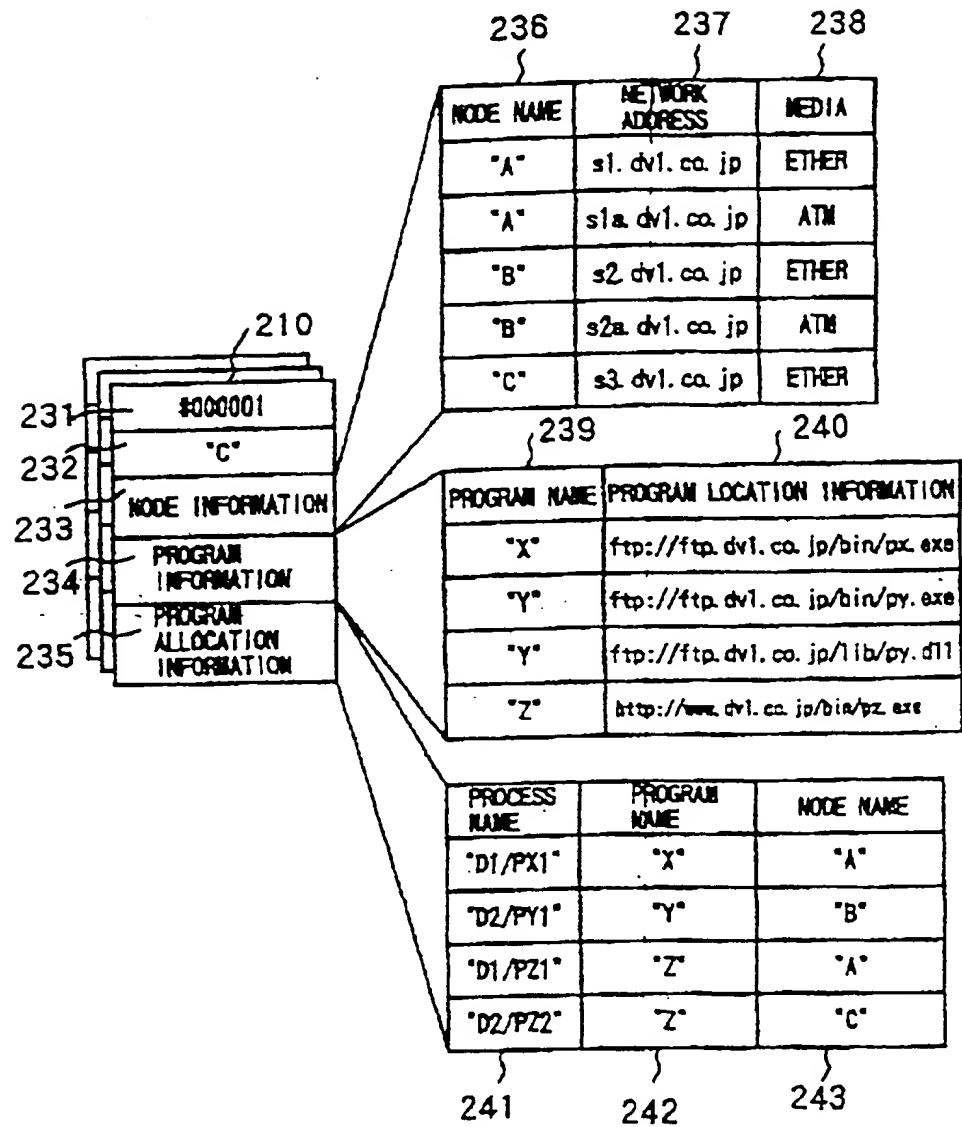 236 237 238
NODE NAME NETWORK ADDRESS MEDIA
"A" s1.dv1.co.jp ETHER
"A" s1a.dv1.co.jp ATM
"B" s2.dv1.co.jp ETHER
"B" s2a.dv1.co.jp ATM
"C" s3.dv1.co.jp ETHER
210
231 #000001
232 "C"
233 NODE INFORMATION
234 PROGRAM INFORMATION
235 PROGRAM ALLOCATION INFORMATION
239 240
PROGRAM NAME PROGRAM LOCATION INFORMATION
"X" ftp://ftp.dv1.co.jp/bin/px.exe
"Y" ftp://ftp.dv1.co.jp/bin/py.exe
"Y" ftp://ftp.dv1.co.jp/lib/py.dll
"Z" http://www.dv1.co.jp/bin/pz.exe
PROCESS NAME PROGRAM NAME NODE NAME
"D1/PX1" "X" "A"
"D2/PY1" "Y" "B"
"D1/PZ1" "Z" "A"
"D2/PZ2" "Z" "C"
241 242 243